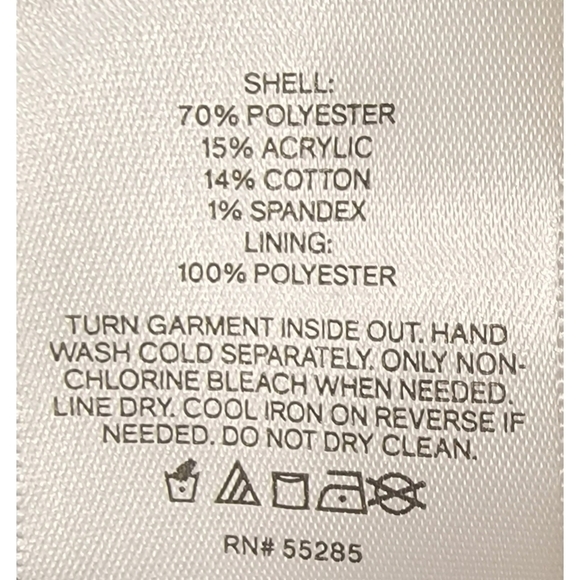 SHELL:
70% POLYESTER
15% ACRYLIC
14% COTTON
1% SPANDEX
LINING:
100% POLYESTER
TURN GARMENT INSIDE OUT. HAND
WASH COLD SEPARATELY. ONLY NON-
CHLORINE BLEACH WHEN NEEDED.
LINE DRY. COOL IRON ON REVERSE IF
NEEDED. DO NOT DRY CLEAN.
RN# 55285